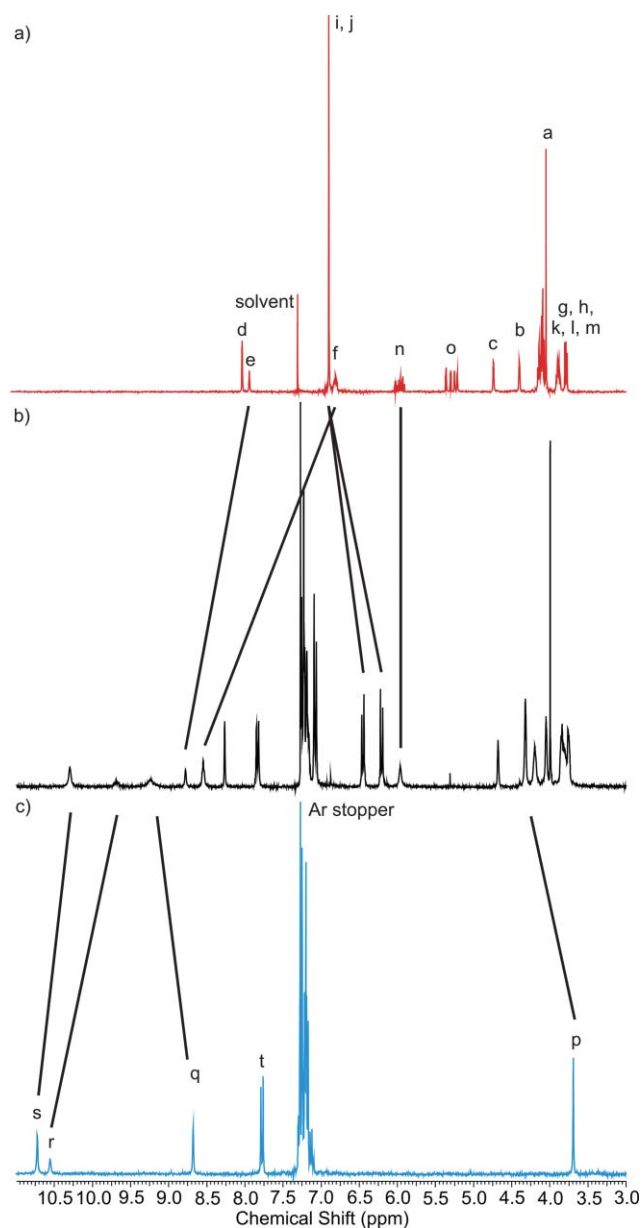 a)
i, j
a
solvent
g, h,
k, l, m
d
e
f
n
o
c
b
b)
c)
Ar stopper
p
s
r
q
t
10.5 10.0 9.5 9.0 8.5 8.0 7.5 7.0 6.5 6.0 5.5 5.0 4.5 4.0 3.5 3.0
Chemical Shift (ppm)